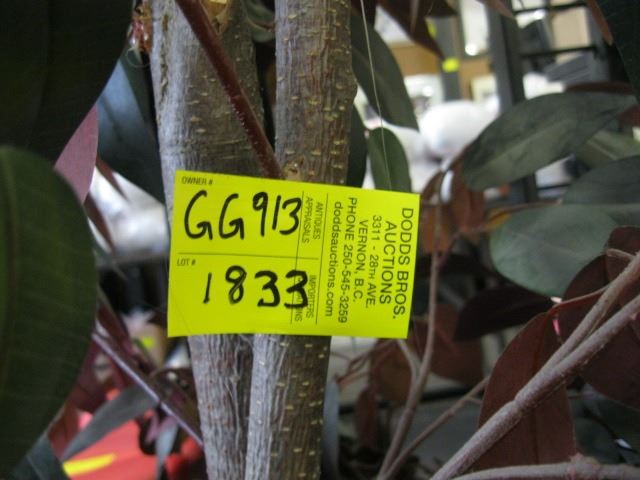 OWNER #
GG913
LOT #
1833
ANTIQUES
APPRAISALS
IMPORTERS
DODDS BROS.
AUCTIONS
3311 - 28TH AVE.
VERNON, B.C.
PHONE 250-545-3259
doddsauctions.com